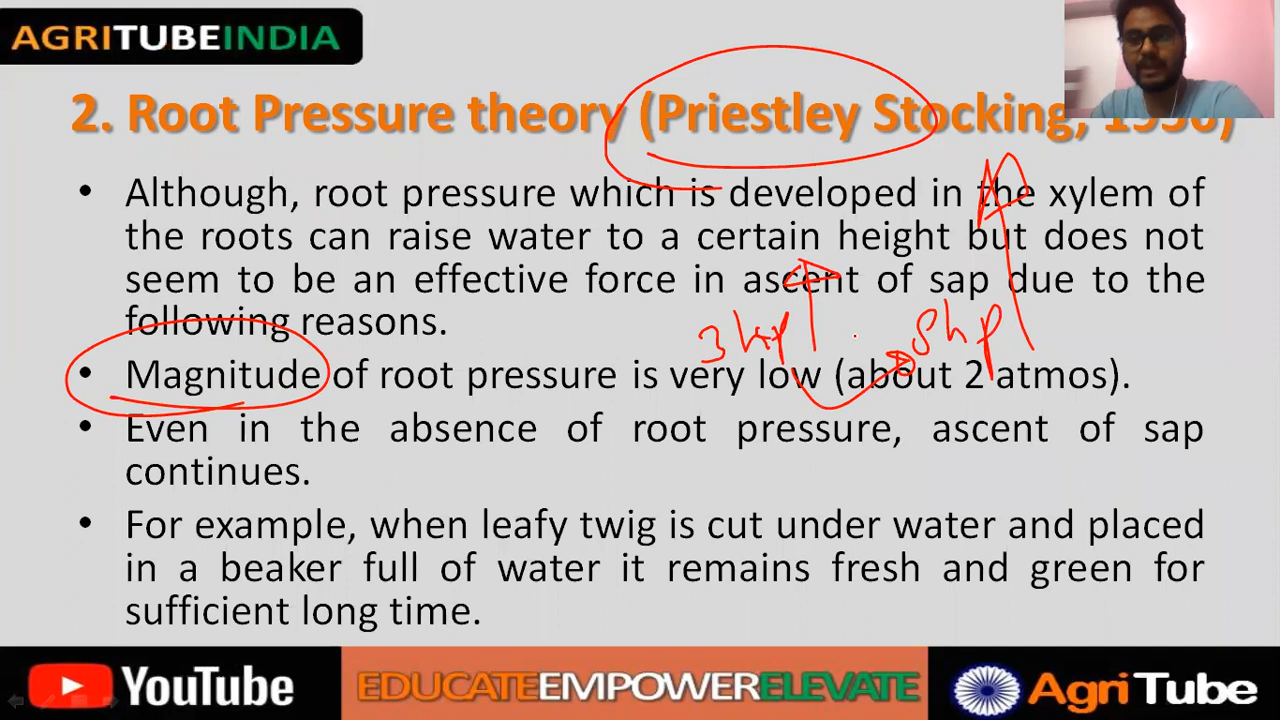 AGRITUBEINDIA
2. Root Pressure theory (Priestley Stocking, 1956)
• Although, root pressure which is developed in the xylem of
the roots can raise water to a certain height but does not
seem to be an effective force in ascent of sap due to the
following reasons.
3 hp 8hp
• Magnitude of root pressure is very low (about 2 atmos).
• Even in the absence of root pressure, ascent of sap
continues.
• For example, when leafy twig is cut under water and placed
in a beaker full of water it remains fresh and green for
sufficient long time.
YouTube EDUCATEEMPOWERELEVATE AgriTube